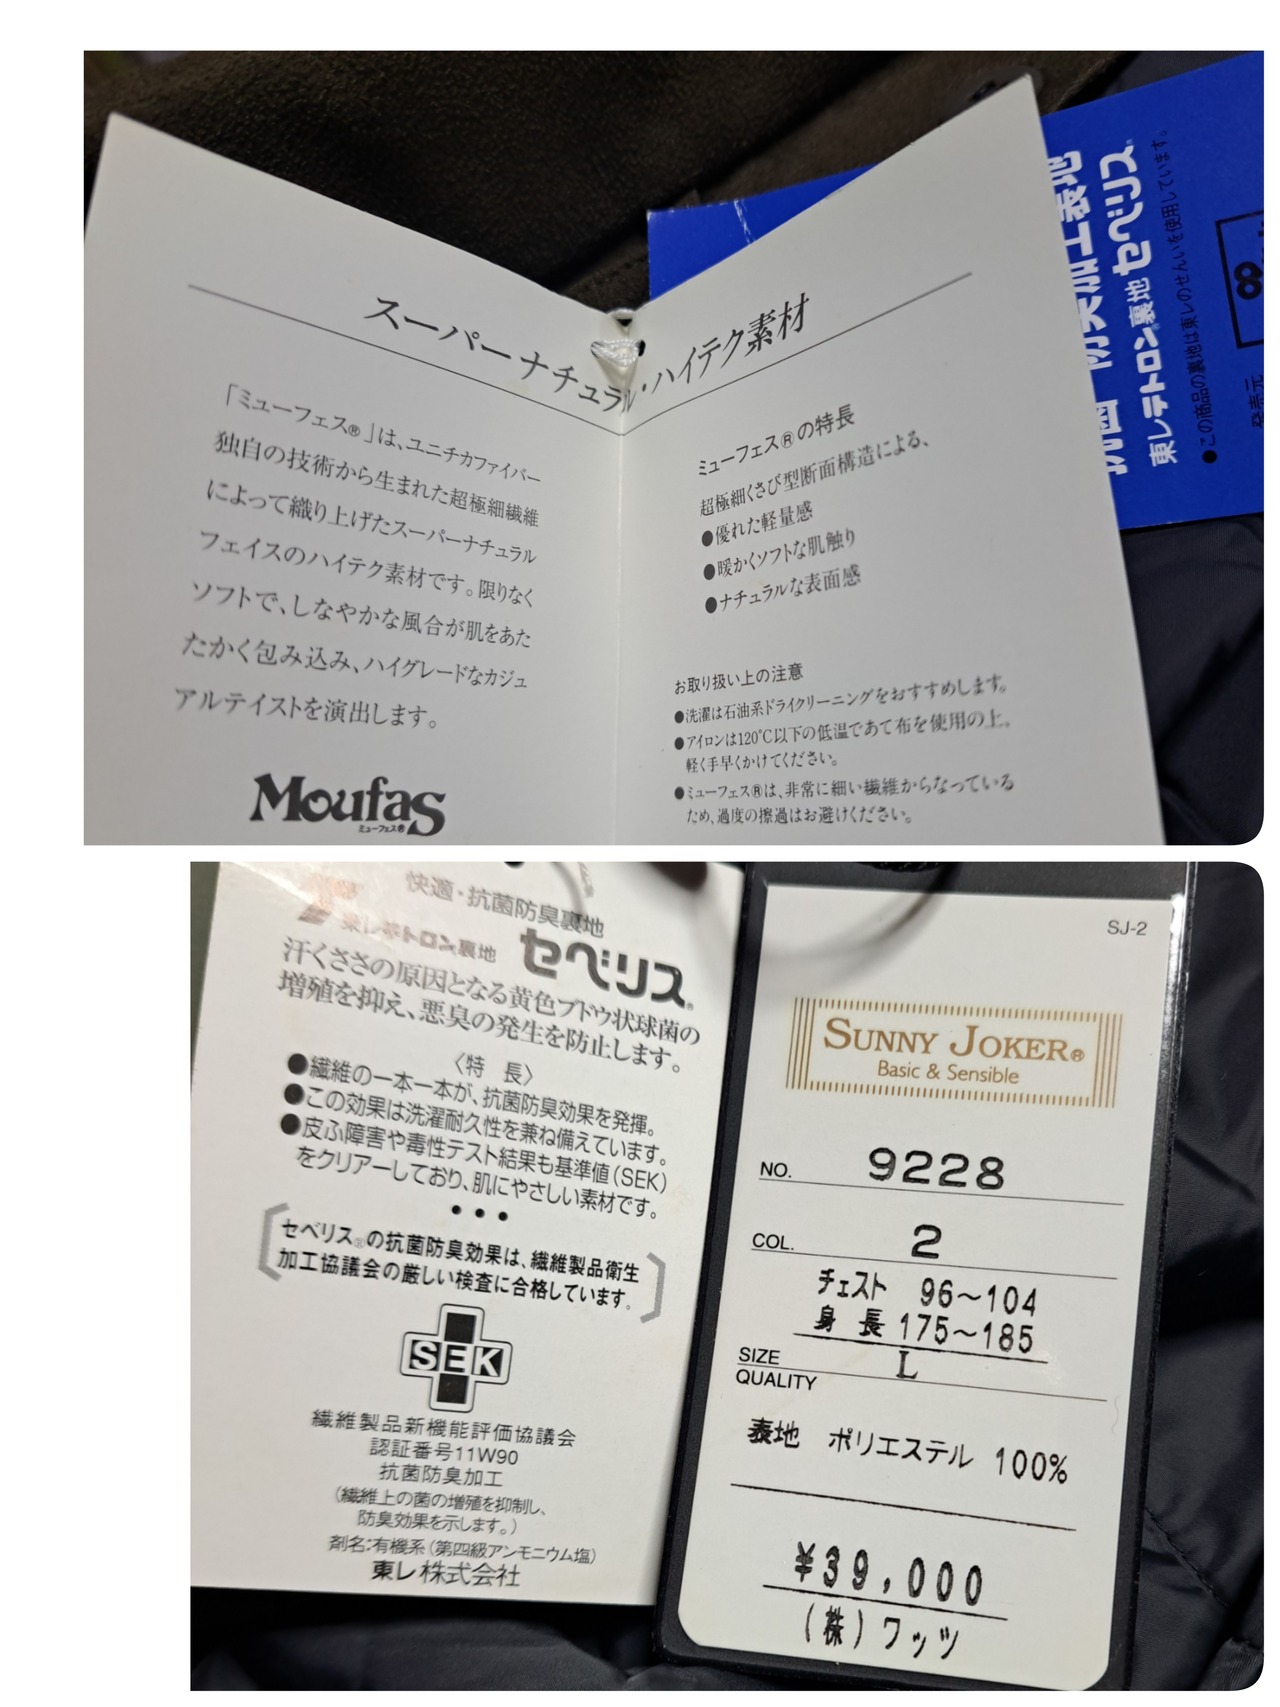 スーパーナチュラル・ハイテク素材
「ミューフェス®」は、ユニチカファイバー
独自の技術から生まれた超極細繊維
によって織り上げたスーパーナチュラル
フェイスのハイテク素材です。限りなく
ソフトで、しなやかな風合が肌をあた
たかく包み込み、ハイグレードなカジュ
アルテイストを演出します。
Moufas
ミューフェス®
ミューフェス®の特長
超極細くさび型断面構造による、
●優れた軽量感
●暖かくソフトな肌触り
●ナチュラルな表面感
お取り扱い上の注意
●洗濯は石油系ドライクリーニングをおすすめします。
●アイロンは120℃以下の低温であて布を使用の上。
軽く手早くかけてください。
●ミューフェス®は、非常に細い繊維からなっている
ため、過度の擦過はお避けください。
抗菌 防臭加工裏地
東レテトロン®裏地 セベリス®
●この商品の裏地は東レのせんいを使用しています。
発売元
快適・抗菌防臭裏地
東レテトロン裏地 セベリス®
汗くささの原因となる黄色ブドウ状球菌の
増殖を抑え、悪臭の発生を防止します。
〈特 長〉
●繊維の一本一本が、抗菌防臭効果を発揮。
●この効果は洗濯耐久性を兼ね備えています。
●皮ふ障害や毒性テスト結果も基準値(SEK)
をクリアーしており、肌にやさしい素材です。
•••
セベリス®の抗菌防臭効果は、繊維製品衛生
加工協議会の厳しい検査に合格しています。
SEK
繊維製品新機能評価協議会
認証番号11W90
抗菌防臭加工
(繊維上の菌の増殖を抑制し、
防臭効果を示します。)
剤名:有機系(第四級アンモニウム塩)
東レ株式会社
SJ-2
SUNNY JOKER®
Basic & Sensible
NO. 9228
COL. 2
チェスト 96〜104
身 長 175〜185
SIZE L
QUALITY
表地 ポリエステル 100%
¥39,000
(株)ワッツ